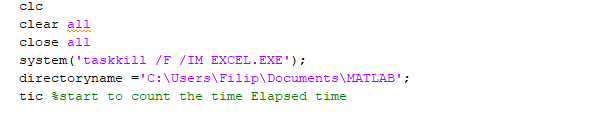 clc
clear all
close all
system('taskkill /F /IM EXCEL.EXE');
directoryname ='C:\Users\Filip\Documents\MATLAB';
tic %start to count the time Elapsed time